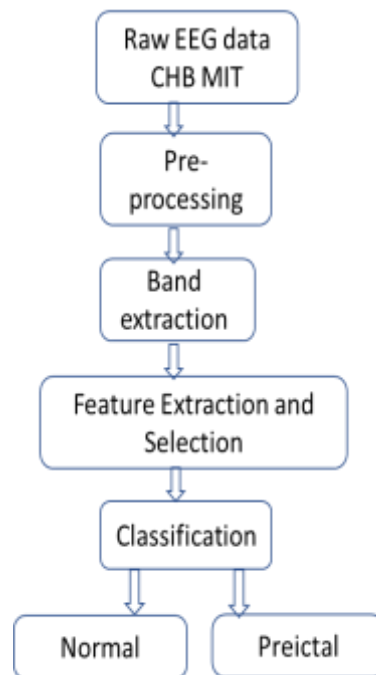 Raw EEG data
CHB MIT
Pre-
processing
Band
extraction
Feature Extraction and
Selection
Classification
Normal
Preictal